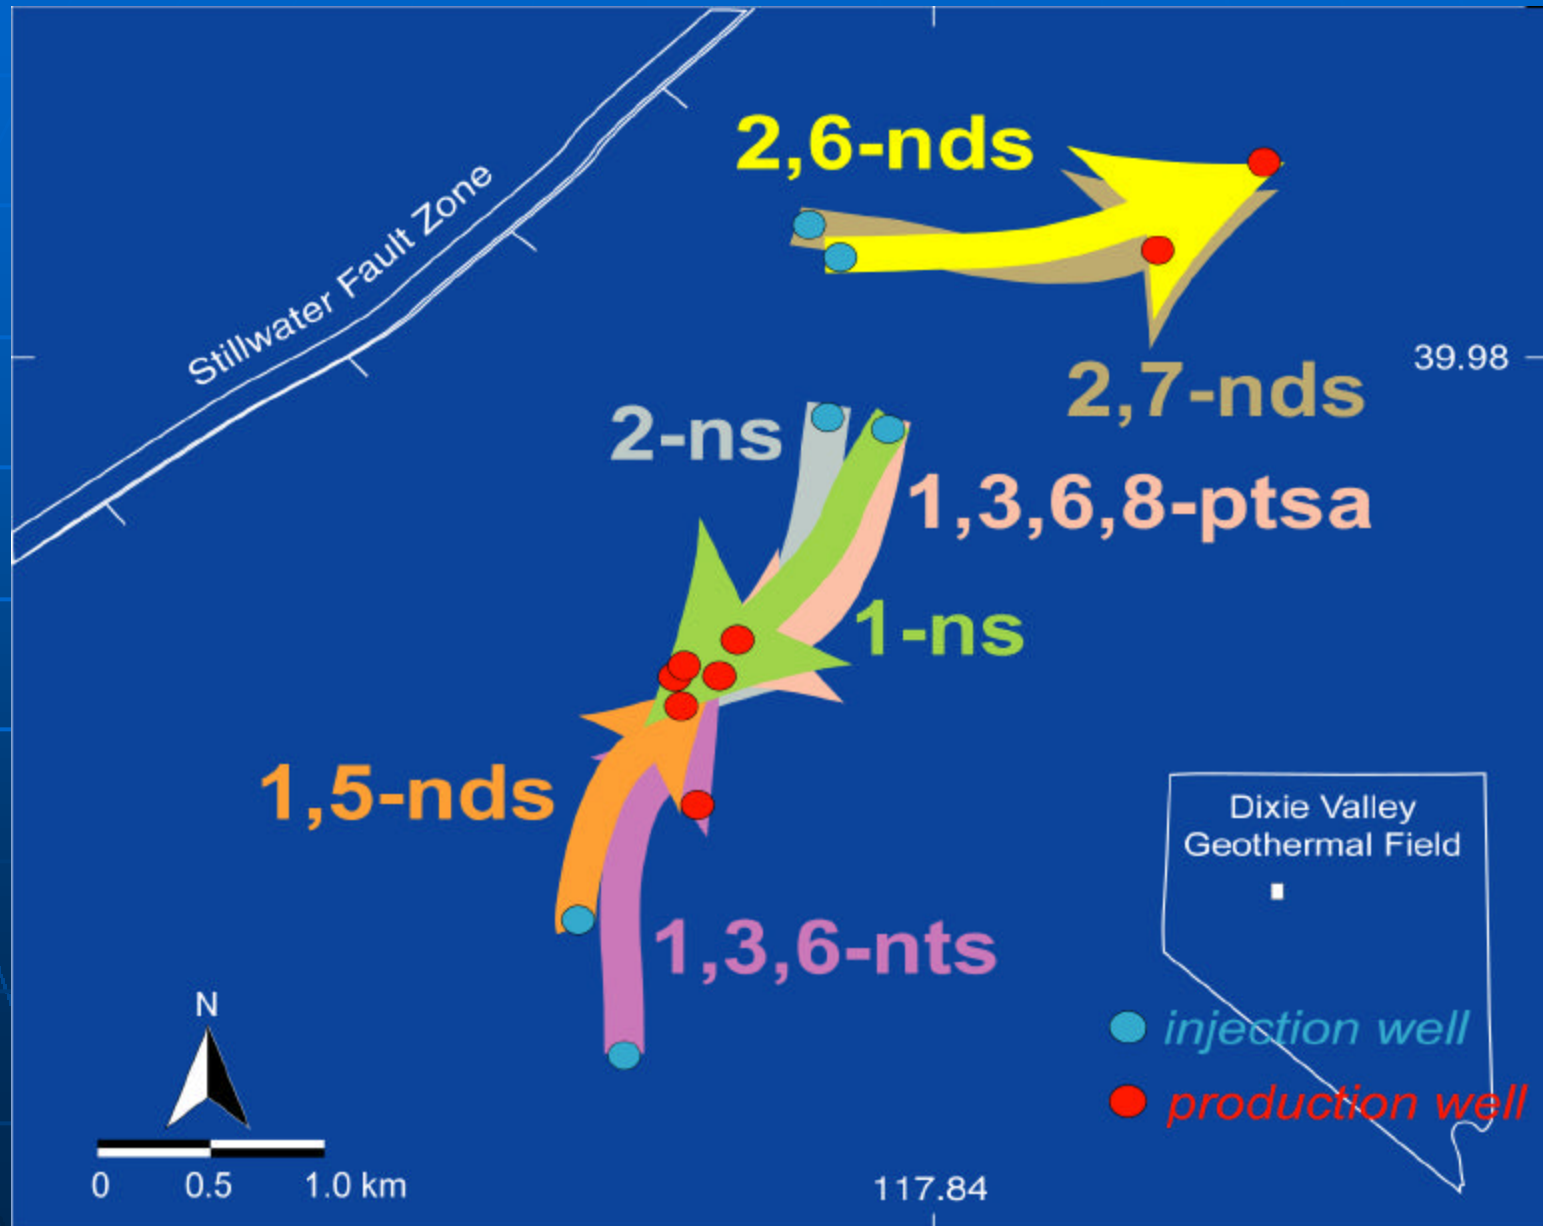 2,6-nds
Stillwater Fault Zone
39.98
2,7-nds
2-ns
1,3,6,8-ptsa
1-ns
1,5-nds
Dixie Valley
Geothermal Field
1,3,6-nts
N
injection well
production well
0 0.5 1.0 km
117.84